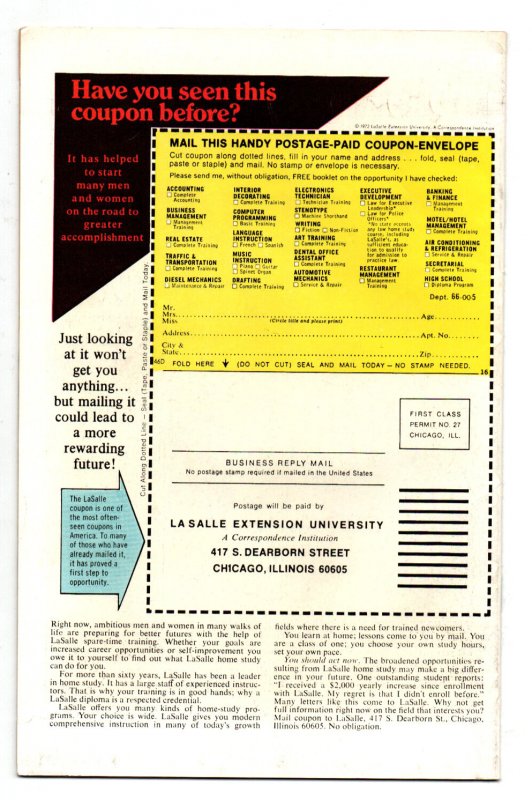 Have you seen this
coupon before?
© 1972 LaSalle Extension University, A Correspondence Institution
It has helped
to start
many men
and women
on the road to
greater
accomplishment
MAIL THIS HANDY POSTAGE-PAID COUPON-ENVELOPE
Cut coupon along dotted lines, fill in your name and address .... fold, seal (tape,
paste or staple) and mail. No stamp or envelope is necessary.
Please send me, without obligation, FREE booklet on the opportunity I have checked:
ACCOUNTING
Complete
Accounting
BUSINESS
MANAGEMENT
Management
Training
REAL ESTATE
Complete Training
TRAFFIC &
TRANSPORTATION
Complete Training
DIESEL MECHANICS
Maintenance & Repair
INTERIOR
DECORATING
Complete Training
COMPUTER
PROGRAMMING
Basic Training
LANGUAGE
INSTRUCTION
French Spanish
MUSIC
INSTRUCTION
Piano Guitar
Spinet Organ
DRAFTING
Complete Training
ELECTRONICS
TECHNICIAN
Technician Training
STENOTYPE
Machine Shorthand
WRITING
Fiction Non-Fiction
ART TRAINING
Complete Training
DENTAL OFFICE
ASSISTANT
Complete Training
AUTOMOTIVE
MECHANICS
Service & Repair
EXECUTIVE
DEVELOPMENT
Law for Executive
Leadership*
Law for Police
Officers*
*No state accepts
any law home study
course, including
LaSalle's, as
sufficient educa-
tion to qualify
for admission to
practice law.
RESTAURANT
MANAGEMENT
Management
Training
BANKING
& FINANCE
Management
Training
MOTEL/HOTEL
MANAGEMENT
Complete Training
AIR CONDITIONING
& REFRIGERATION
Service & Repair
SECRETARIAL
Complete Training
HIGH SCHOOL
Diploma Program
Dept. 66-005
Mr.
Mrs.
Miss (Circle title and please print) Age
Address Apt. No.
City &
State Zip
46D FOLD HERE (DO NOT CUT) SEAL AND MAIL TODAY – NO STAMP NEEDED. 16
Cut Along Dotted Line – Seal (Tape, Paste or Staple) and Mail Today
Just looking
at it won't
get you
anything...
but mailing it
could lead to
a more
rewarding
future!
The LaSalle
coupon is one of
the most often-
seen coupons in
America. To many
of those who have
already mailed it,
it has proved a
first step to
opportunity.
FIRST CLASS
PERMIT NO. 27
CHICAGO, ILL.
BUSINESS REPLY MAIL
No postage stamp required if mailed in the United States
Postage will be paid by
LA SALLE EXTENSION UNIVERSITY
A Correspondence Institution
417 S. DEARBORN STREET
CHICAGO, ILLINOIS 60605
Right now, ambitious men and women in many walks of
life are preparing for better futures with the help of
LaSalle spare-time training. Whether your goals are
increased career opportunities or self-improvement you
owe it to yourself to find out what LaSalle home study
can do for you.
For more than sixty years, LaSalle has been a leader
in home study. It has a large staff of experienced instruc-
tors. That is why your training is in good hands; why a
LaSalle diploma is a respected credential.
LaSalle offers you many kinds of home-study pro-
grams. Your choice is wide. LaSalle gives you modern
comprehensive instruction in many of today's growth
fields where there is a need for trained newcomers.
You learn at home; lessons come to you by mail. You
are a class of one; you choose your own study hours,
set your own pace.
You should act now. The broadened opportunities re-
sulting from LaSalle home study may make a big differ-
ence in your future. One outstanding student reports:
"I received a $2,000 yearly increase since enrollment
with LaSalle. My regret is that I didn't enroll before."
Many letters like this come to LaSalle. Why not get
full information right now on the field that interests you?
Mail coupon to LaSalle, 417 S. Dearborn St., Chicago,
Illinois 60605. No obligation.